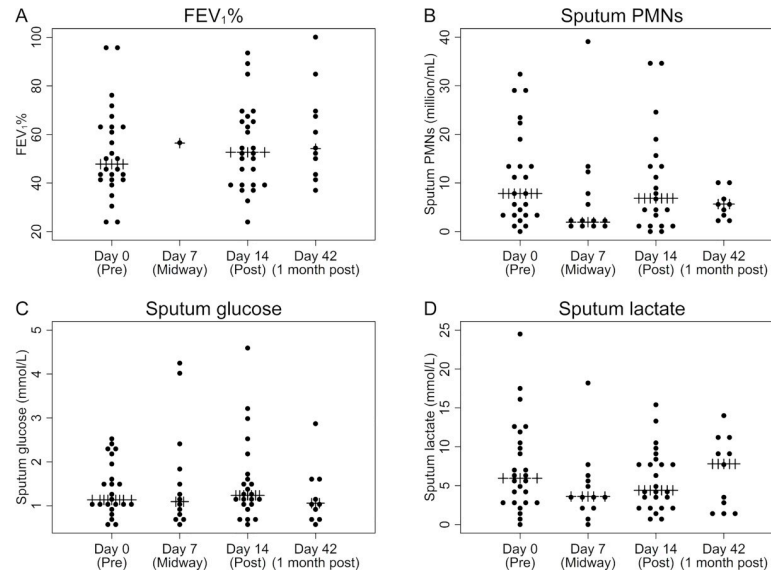 A FEV₁%
FEV₁%
100
80
60
40
20
Day 0 Day 7 Day 14 Day 42
(Pre) (Midway) (Post) (1 month post)
B Sputum PMNs
Sputum PMNs (million/mL)
40
30
20
10
0
Day 0 Day 7 Day 14 Day 42
(Pre) (Midway) (Post) (1 month post)
C Sputum glucose
Sputum glucose (mmol/L)
5
4
3
2
1
Day 0 Day 7 Day 14 Day 42
(Pre) (Midway) (Post) (1 month post)
D Sputum lactate
Sputum lactate (mmol/L)
25
20
15
10
5
0
Day 0 Day 7 Day 14 Day 42
(Pre) (Midway) (Post) (1 month post)